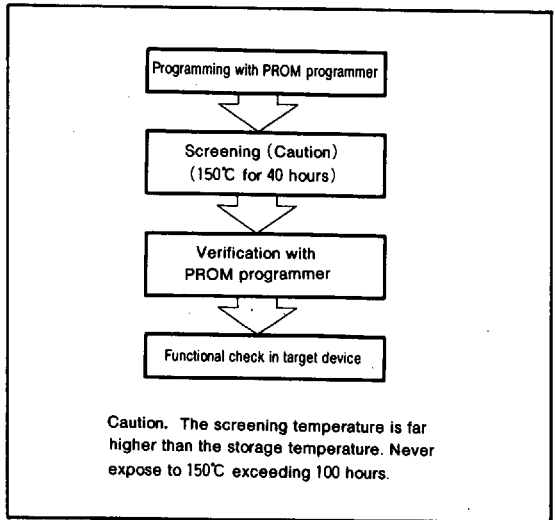 Programming with PROM programmer
Screening (Caution)
(150℃ for 40 hours)
Verification with
PROM programmer
Functional check in target device
Caution. The screening temperature is far
higher than the storage temperature. Never
expose to 150℃ exceeding 100 hours.